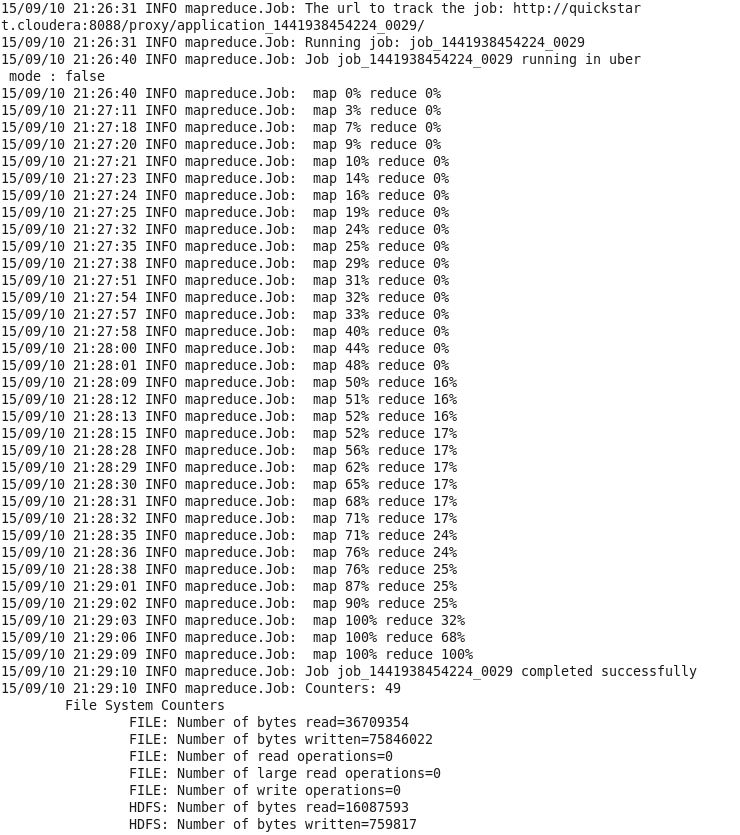 15/09/10 21:26:31 INFO mapreduce.Job: The url to track the job: http://quickstar
t.cloudera:8088/proxy/application_1441938454224_0029/
15/09/10 21:26:31 INFO mapreduce.Job: Running job: job_1441938454224_0029
15/09/10 21:26:40 INFO mapreduce.Job: Job job_1441938454224_0029 running in uber
 mode : false
15/09/10 21:26:40 INFO mapreduce.Job:  map 0% reduce 0%
15/09/10 21:27:11 INFO mapreduce.Job:  map 3% reduce 0%
15/09/10 21:27:18 INFO mapreduce.Job:  map 7% reduce 0%
15/09/10 21:27:20 INFO mapreduce.Job:  map 9% reduce 0%
15/09/10 21:27:21 INFO mapreduce.Job:  map 10% reduce 0%
15/09/10 21:27:23 INFO mapreduce.Job:  map 14% reduce 0%
15/09/10 21:27:24 INFO mapreduce.Job:  map 16% reduce 0%
15/09/10 21:27:25 INFO mapreduce.Job:  map 19% reduce 0%
15/09/10 21:27:32 INFO mapreduce.Job:  map 24% reduce 0%
15/09/10 21:27:35 INFO mapreduce.Job:  map 25% reduce 0%
15/09/10 21:27:38 INFO mapreduce.Job:  map 29% reduce 0%
15/09/10 21:27:51 INFO mapreduce.Job:  map 31% reduce 0%
15/09/10 21:27:54 INFO mapreduce.Job:  map 32% reduce 0%
15/09/10 21:27:57 INFO mapreduce.Job:  map 33% reduce 0%
15/09/10 21:27:58 INFO mapreduce.Job:  map 40% reduce 0%
15/09/10 21:28:00 INFO mapreduce.Job:  map 44% reduce 0%
15/09/10 21:28:01 INFO mapreduce.Job:  map 48% reduce 0%
15/09/10 21:28:09 INFO mapreduce.Job:  map 50% reduce 16%
15/09/10 21:28:12 INFO mapreduce.Job:  map 51% reduce 16%
15/09/10 21:28:13 INFO mapreduce.Job:  map 52% reduce 16%
15/09/10 21:28:15 INFO mapreduce.Job:  map 52% reduce 17%
15/09/10 21:28:28 INFO mapreduce.Job:  map 56% reduce 17%
15/09/10 21:28:29 INFO mapreduce.Job:  map 62% reduce 17%
15/09/10 21:28:30 INFO mapreduce.Job:  map 65% reduce 17%
15/09/10 21:28:31 INFO mapreduce.Job:  map 68% reduce 17%
15/09/10 21:28:32 INFO mapreduce.Job:  map 71% reduce 17%
15/09/10 21:28:35 INFO mapreduce.Job:  map 71% reduce 24%
15/09/10 21:28:36 INFO mapreduce.Job:  map 76% reduce 24%
15/09/10 21:28:38 INFO mapreduce.Job:  map 76% reduce 25%
15/09/10 21:29:01 INFO mapreduce.Job:  map 87% reduce 25%
15/09/10 21:29:02 INFO mapreduce.Job:  map 90% reduce 25%
15/09/10 21:29:03 INFO mapreduce.Job:  map 100% reduce 32%
15/09/10 21:29:06 INFO mapreduce.Job:  map 100% reduce 68%
15/09/10 21:29:09 INFO mapreduce.Job:  map 100% reduce 100%
15/09/10 21:29:10 INFO mapreduce.Job: Job job_1441938454224_0029 completed successfully
15/09/10 21:29:10 INFO mapreduce.Job: Counters: 49
        File System Counters
                FILE: Number of bytes read=36709354
                FILE: Number of bytes written=75846022
                FILE: Number of read operations=0
                FILE: Number of large read operations=0
                FILE: Number of write operations=0
                HDFS: Number of bytes read=16087593
                HDFS: Number of bytes written=759817